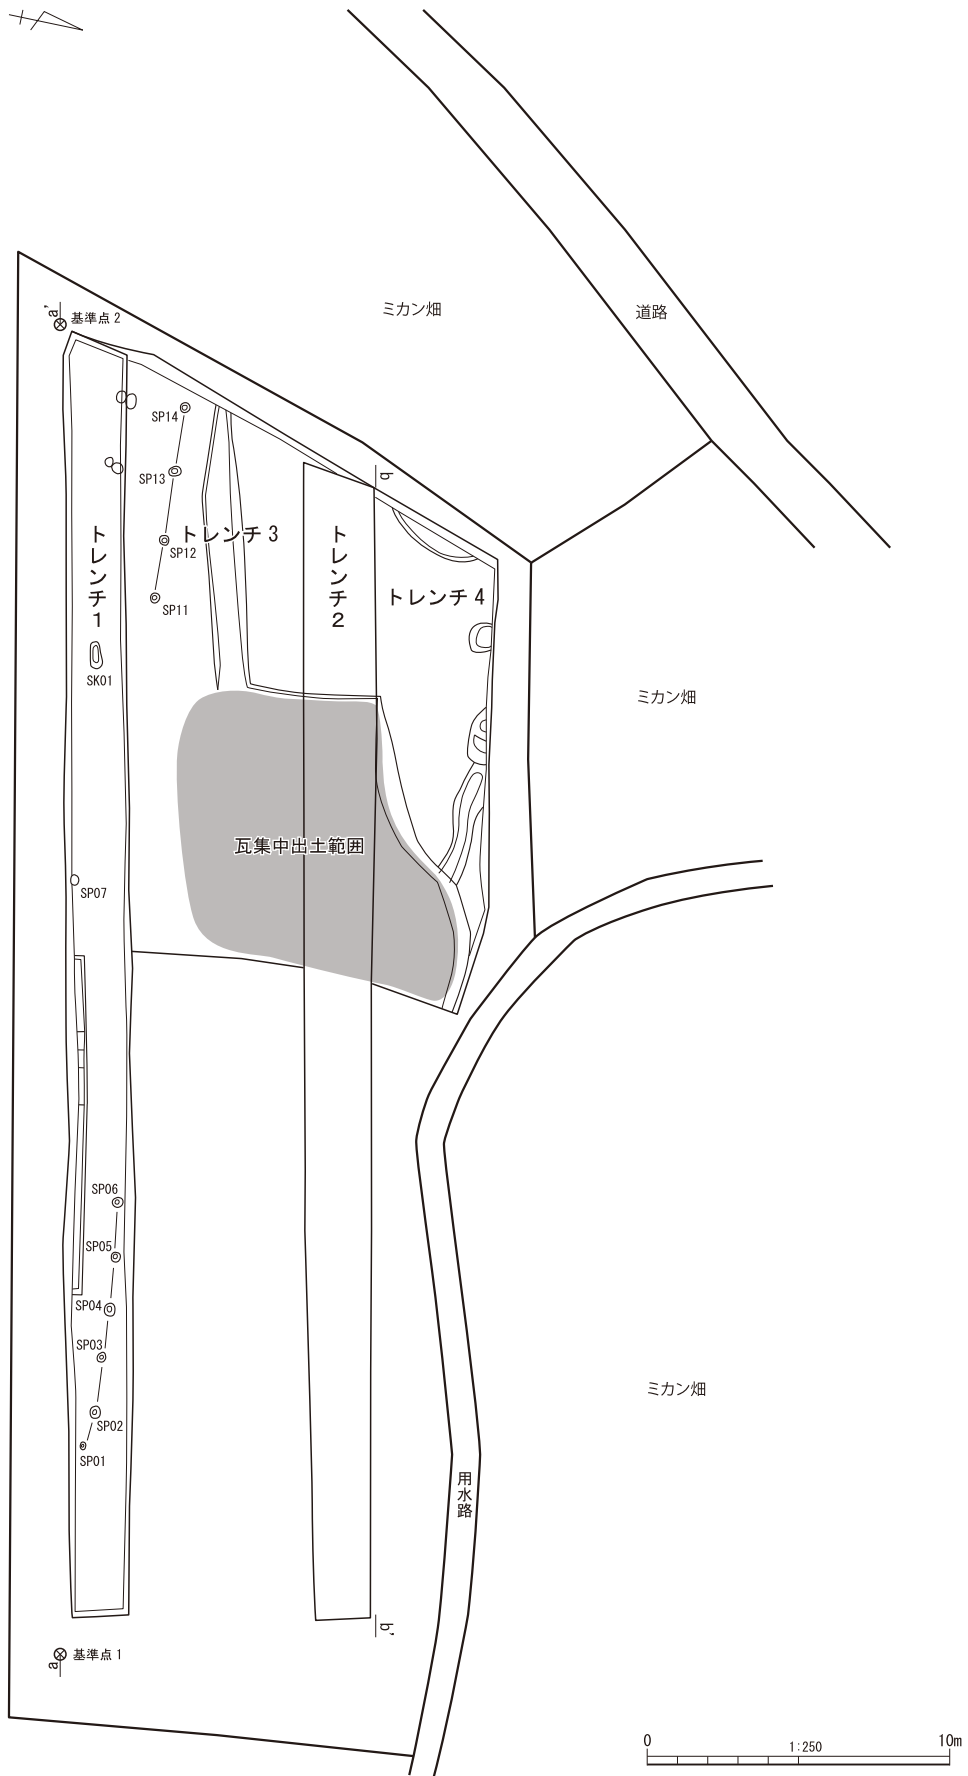 a'
基準点2
ミカン畑
道路
SP14
b
SP13
トレンチ1
トレンチ3
トレンチ2
SP12
トレンチ4
SP11
SK01
ミカン畑
瓦集中出土範囲
SP07
SP06
SP05
SP04
SP03
ミカン畑
SP02
SP01
用水路
b'
a
基準点1
0
1:250
10m